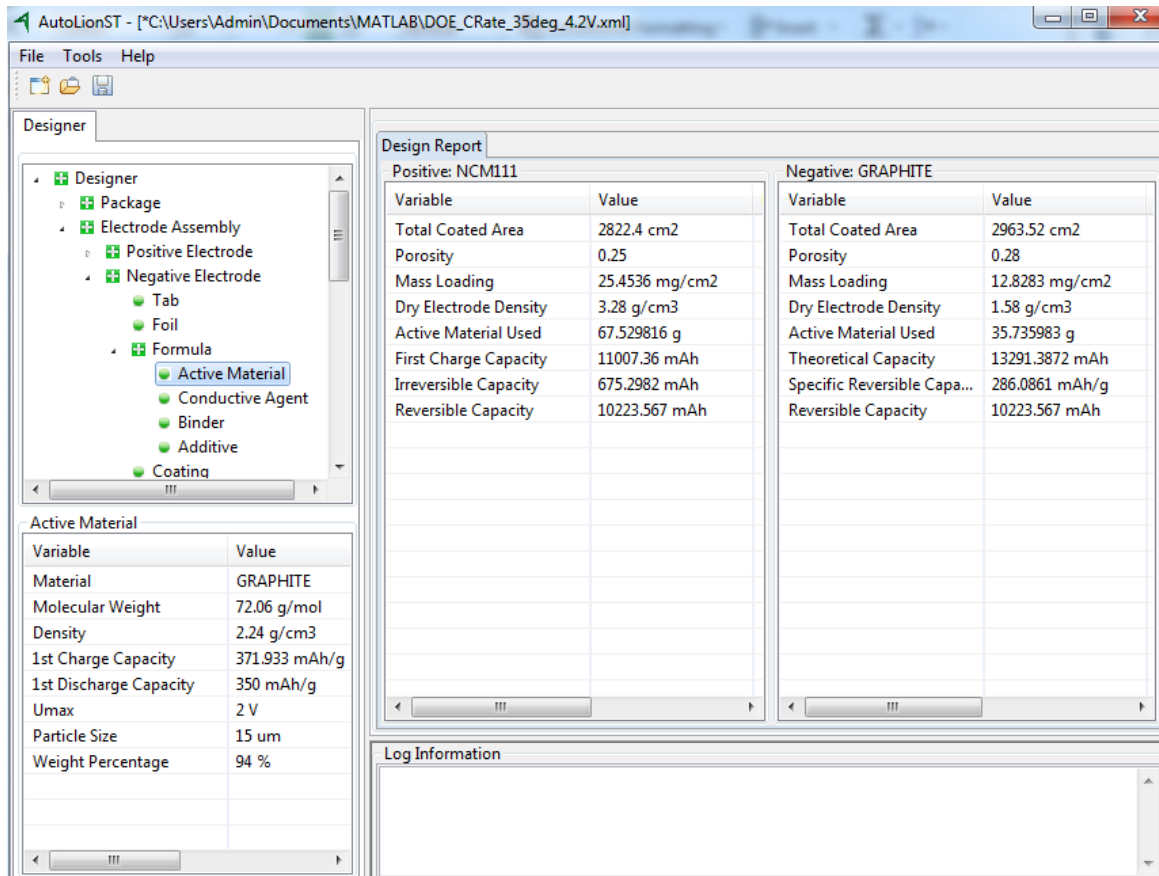 AutoLionST - [*C:\Users\Admin\Documents\MATLAB\DOE_CRate_35deg_4.2V.xml]
File Tools Help
Designer
Designer
Package
Electrode Assembly
Positive Electrode
Negative Electrode
Tab
Foil
Formula
Active Material
Conductive Agent
Binder
Additive
Coating
Active Material
Variable Value
Material GRAPHITE
Molecular Weight 72.06 g/mol
Density 2.24 g/cm3
1st Charge Capacity 371.933 mAh/g
1st Discharge Capacity 350 mAh/g
Umax 2 V
Particle Size 15 um
Weight Percentage 94 %
Design Report
Positive: NCM111
Variable Value
Total Coated Area 2822.4 cm2
Porosity 0.25
Mass Loading 25.4536 mg/cm2
Dry Electrode Density 3.28 g/cm3
Active Material Used 67.529816 g
First Charge Capacity 11007.36 mAh
Irreversible Capacity 675.2982 mAh
Reversible Capacity 10223.567 mAh
Negative: GRAPHITE
Variable Value
Total Coated Area 2963.52 cm2
Porosity 0.28
Mass Loading 12.8283 mg/cm2
Dry Electrode Density 1.58 g/cm3
Active Material Used 35.735983 g
Theoretical Capacity 13291.3872 mAh
Specific Reversible Capa... 286.0861 mAh/g
Reversible Capacity 10223.567 mAh
Log Information